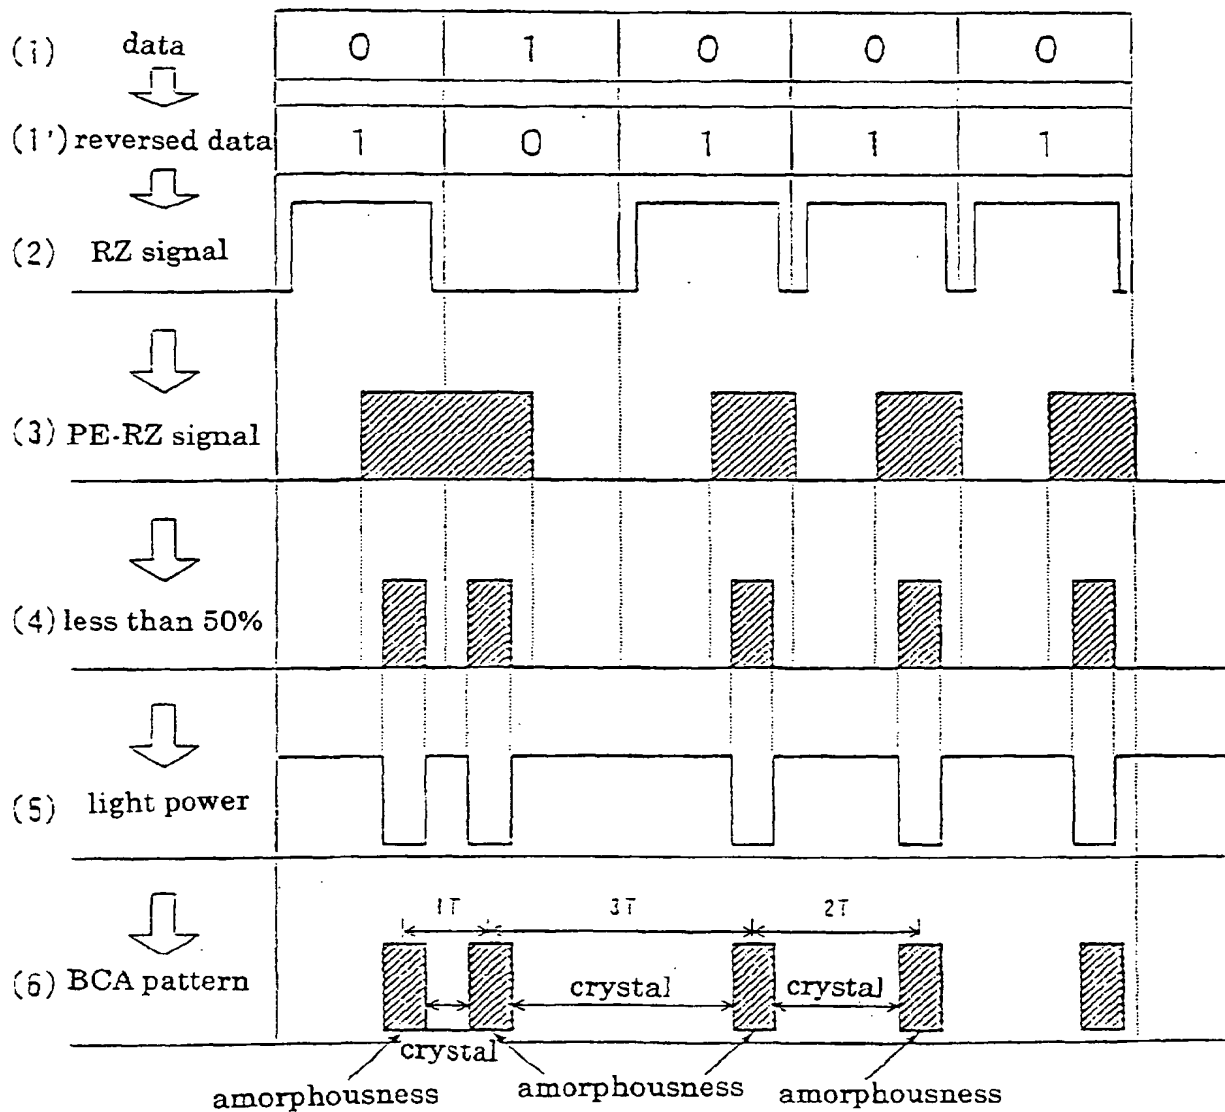 (1) data 0 1 0 0 0
(1') reversed data 1 0 1 1 1
(2) RZ signal
(3) PE-RZ signal
(4) less than 50%
(5) light power
1T 3T 2T
(6) BCA pattern crystal crystal
crystal
amorphousness amorphousness amorphousness